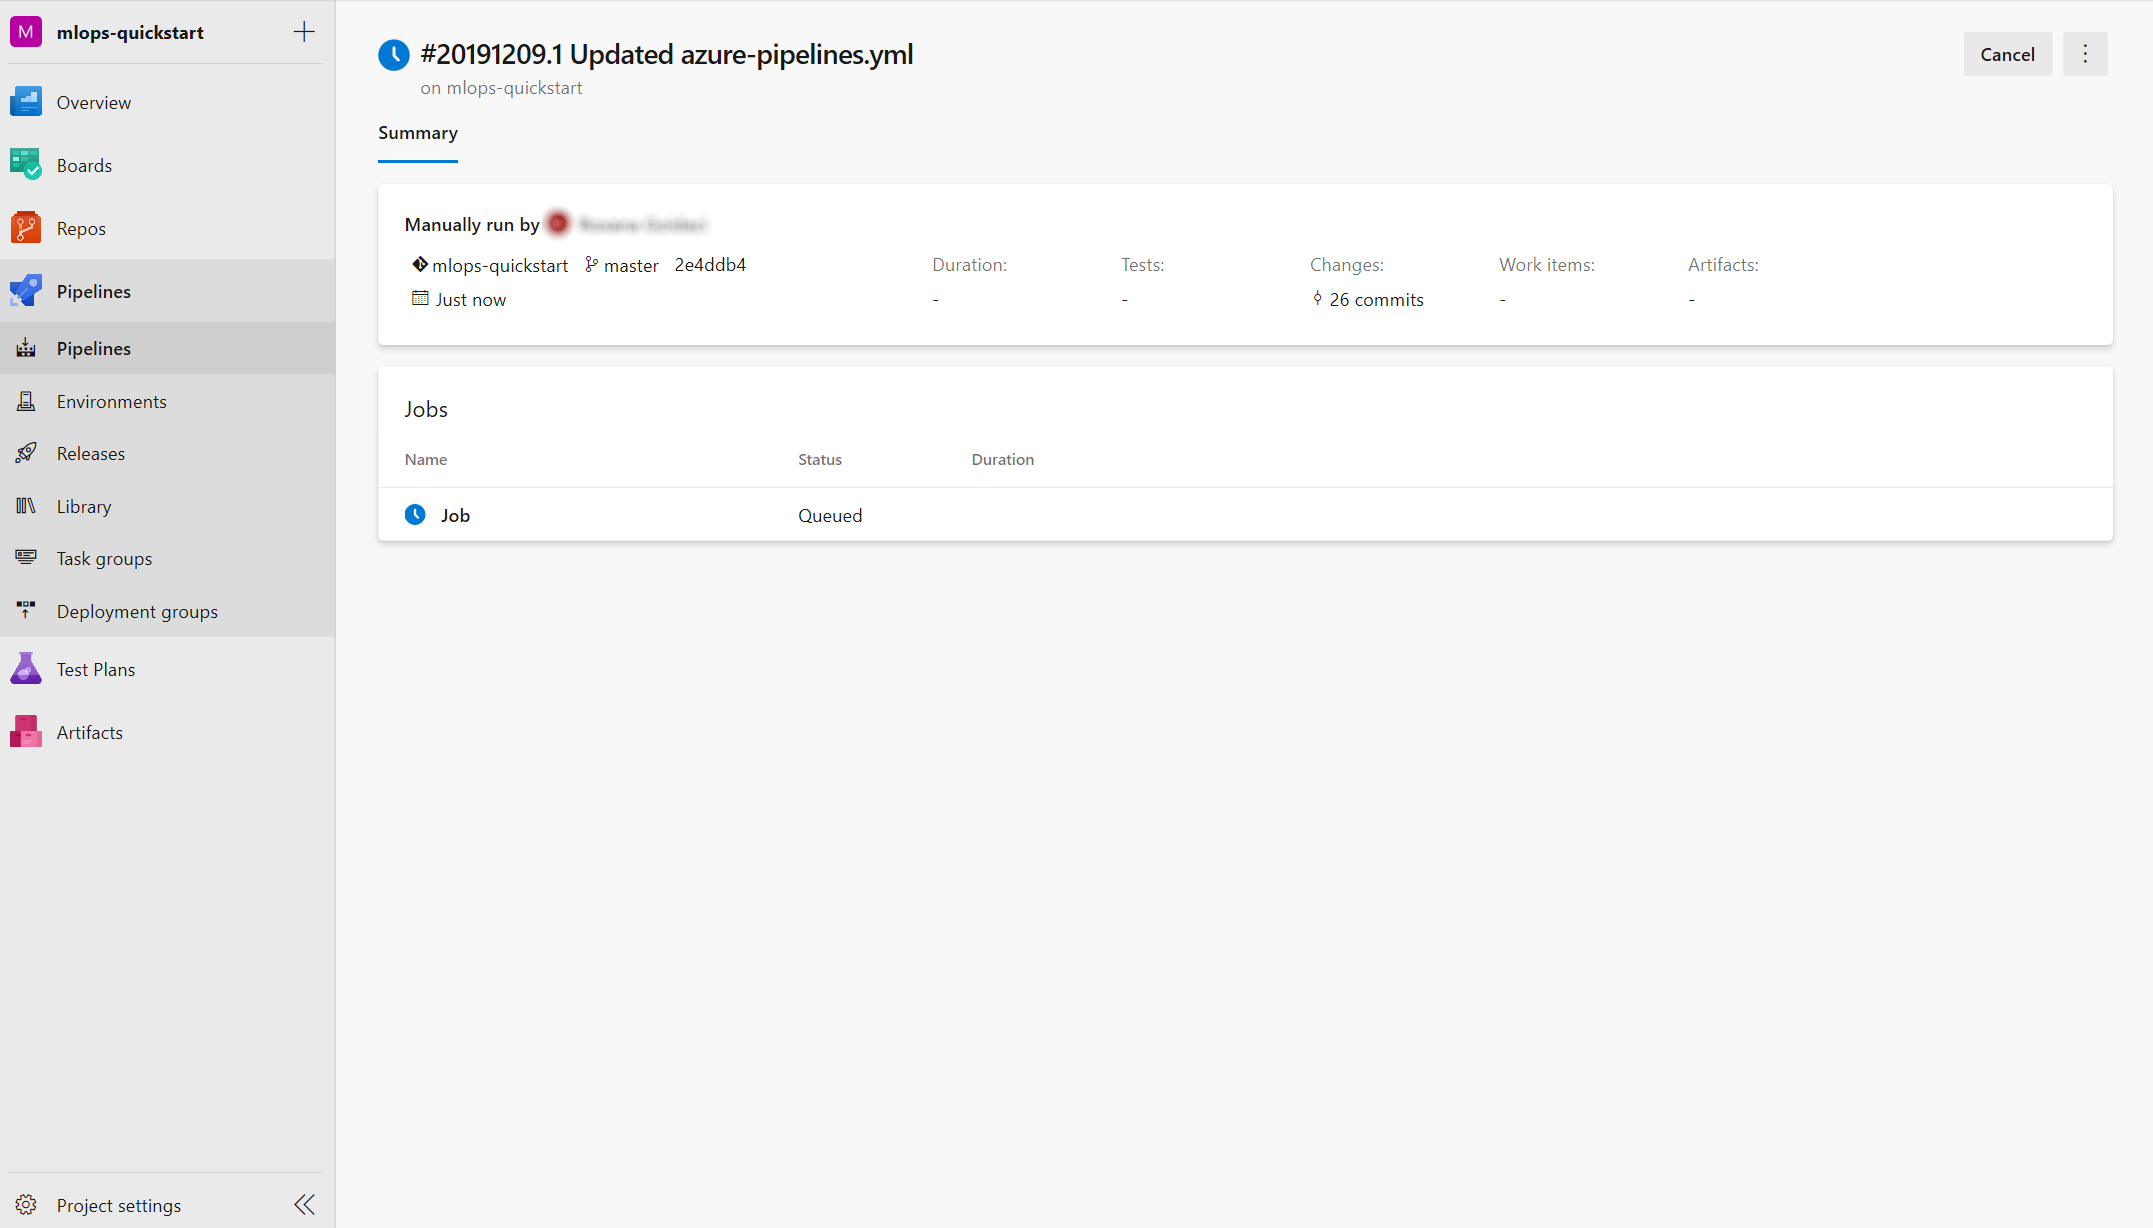 M mlops-quickstart
Overview
Boards
Repos
Pipelines
Pipelines
Environments
Releases
Library
Task groups
Deployment groups
Test Plans
Artifacts
Project settings
#20191209.1 Updated azure-pipelines.yml
on mlops-quickstart
Cancel
Summary
Manually run by
mlops-quickstart master 2e4ddb4
Just now
Duration:
-
Tests:
-
Changes:
26 commits
Work items:
-
Artifacts:
-
Jobs
Name Status Duration
Job Queued